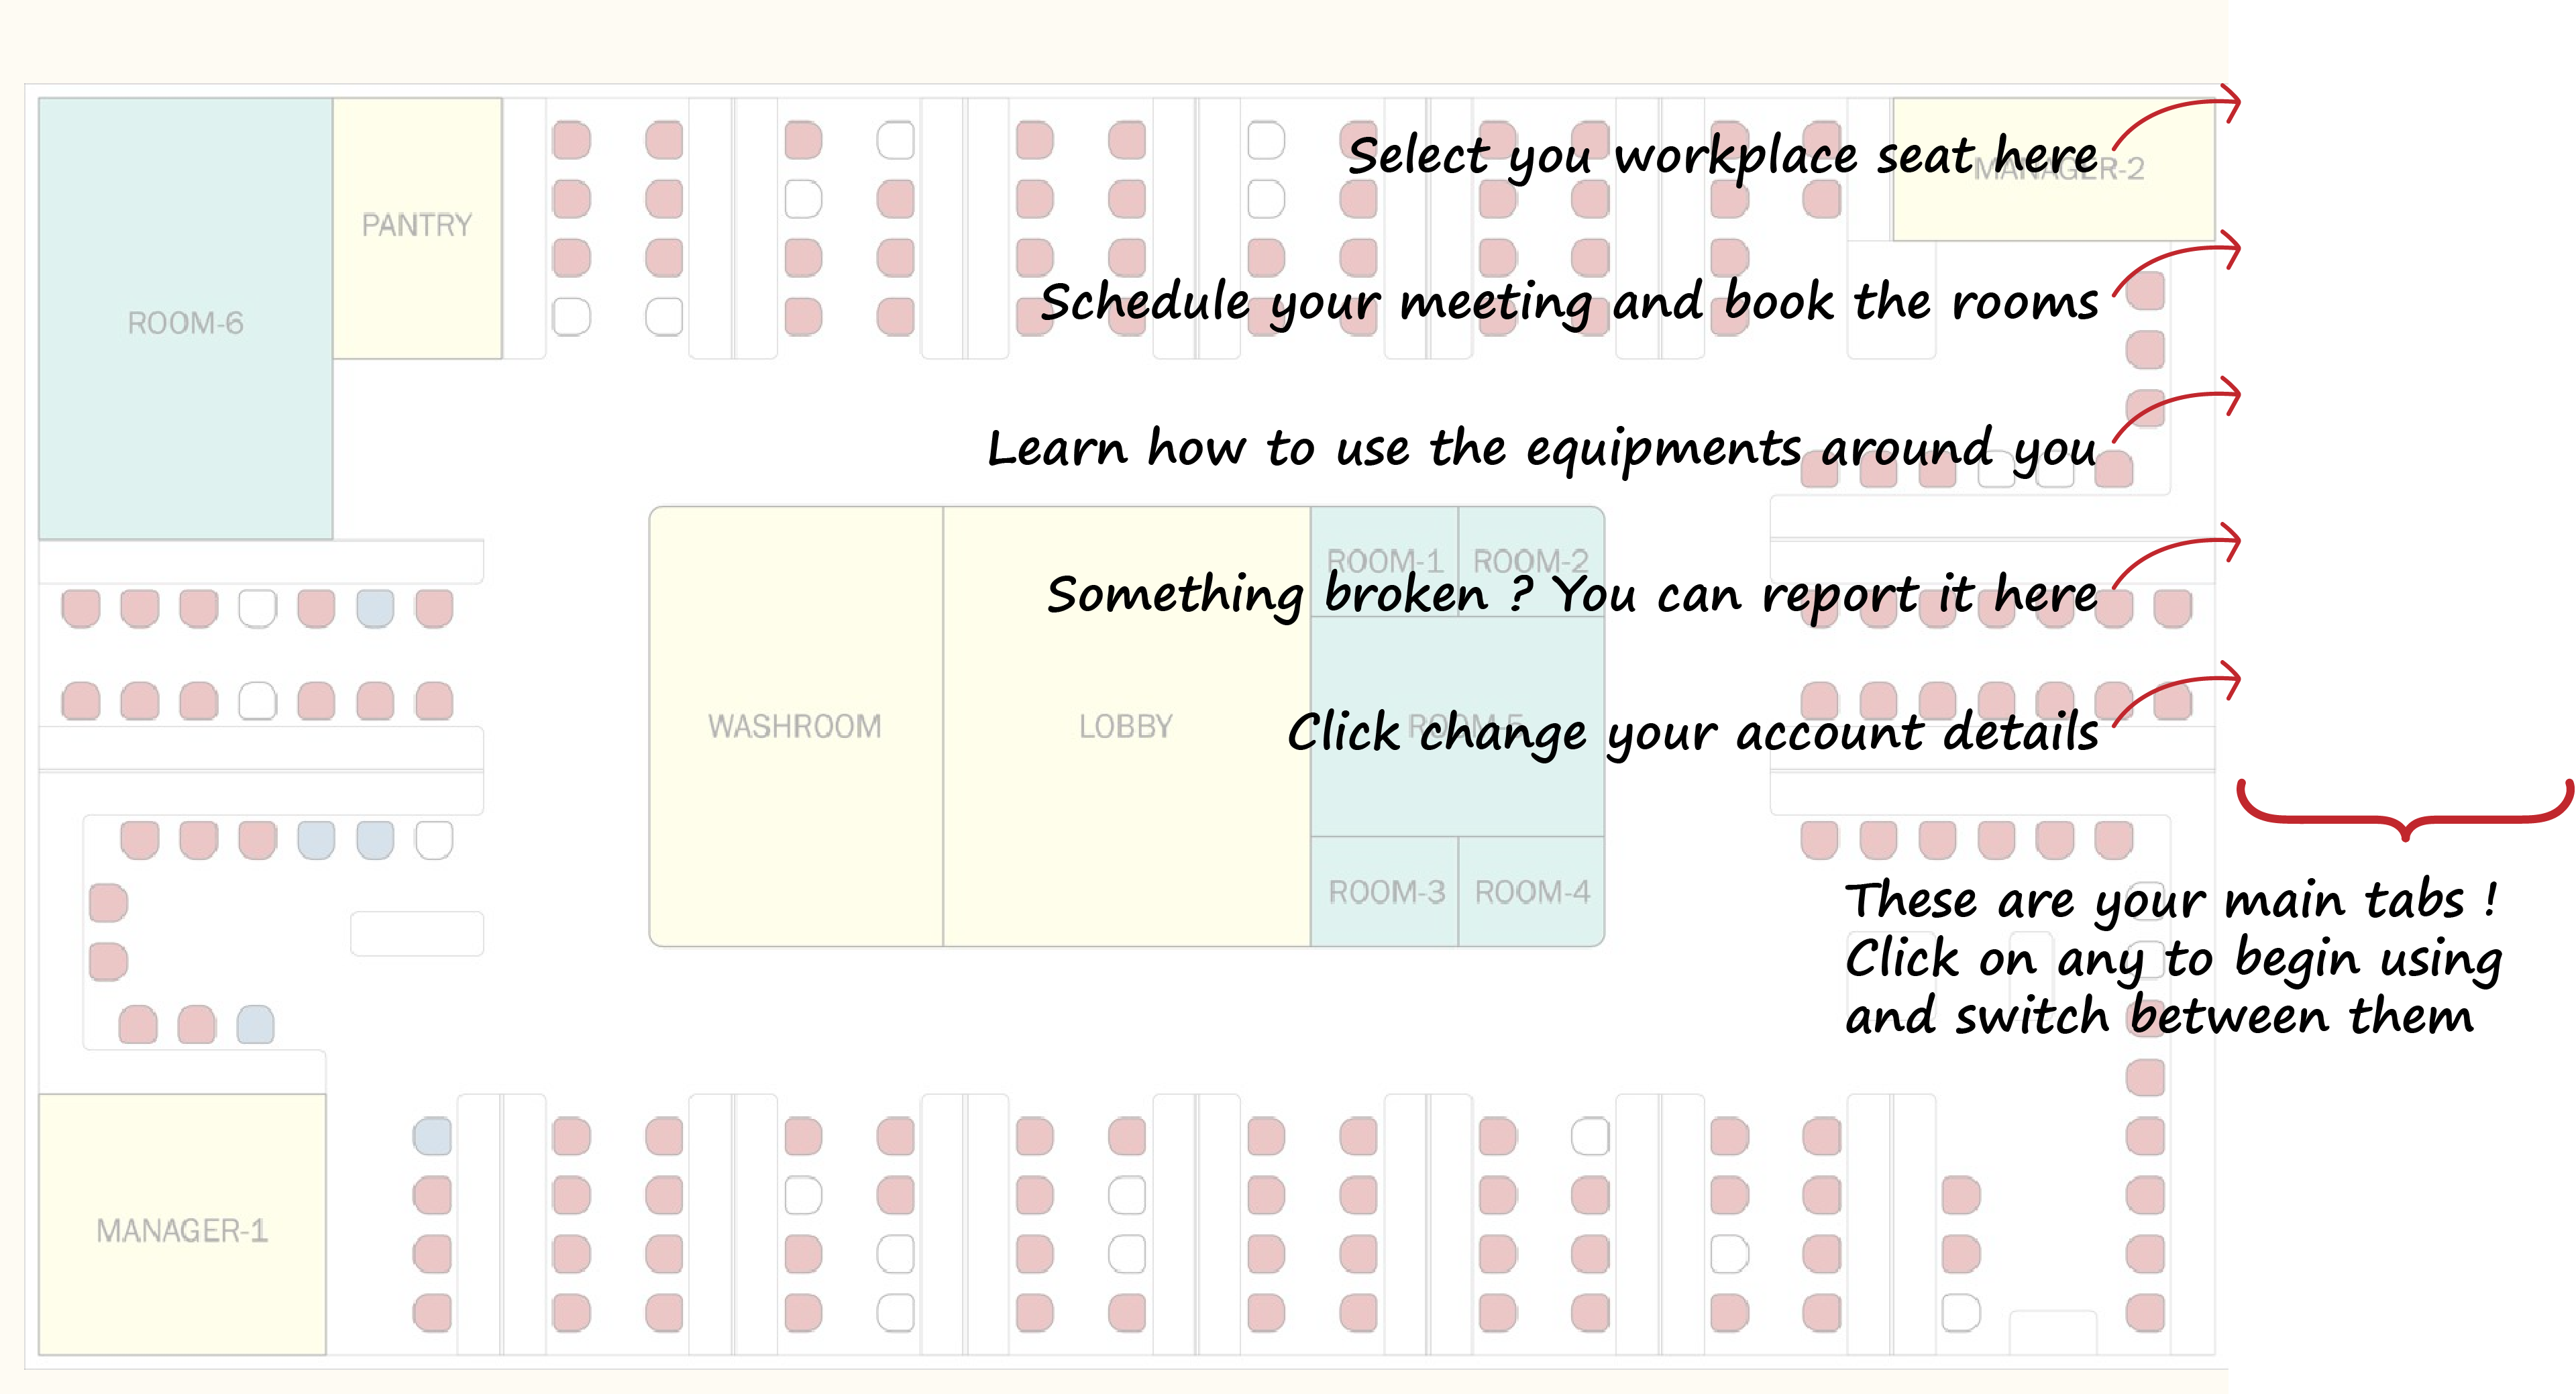 Select you workplace seat here
MANAGER-2
PANTRY
Schedule your meeting and book the rooms
ROOM-6
Learn how to use the equipments around you
ROOM-1 ROOM-2
Something broken ? You can report it here
WASHROOM LOBBY ROOM-5
Click change your account details
ROOM-3 ROOM-4
These are your main tabs !
Click on any to begin using
and switch between them
MANAGER-1